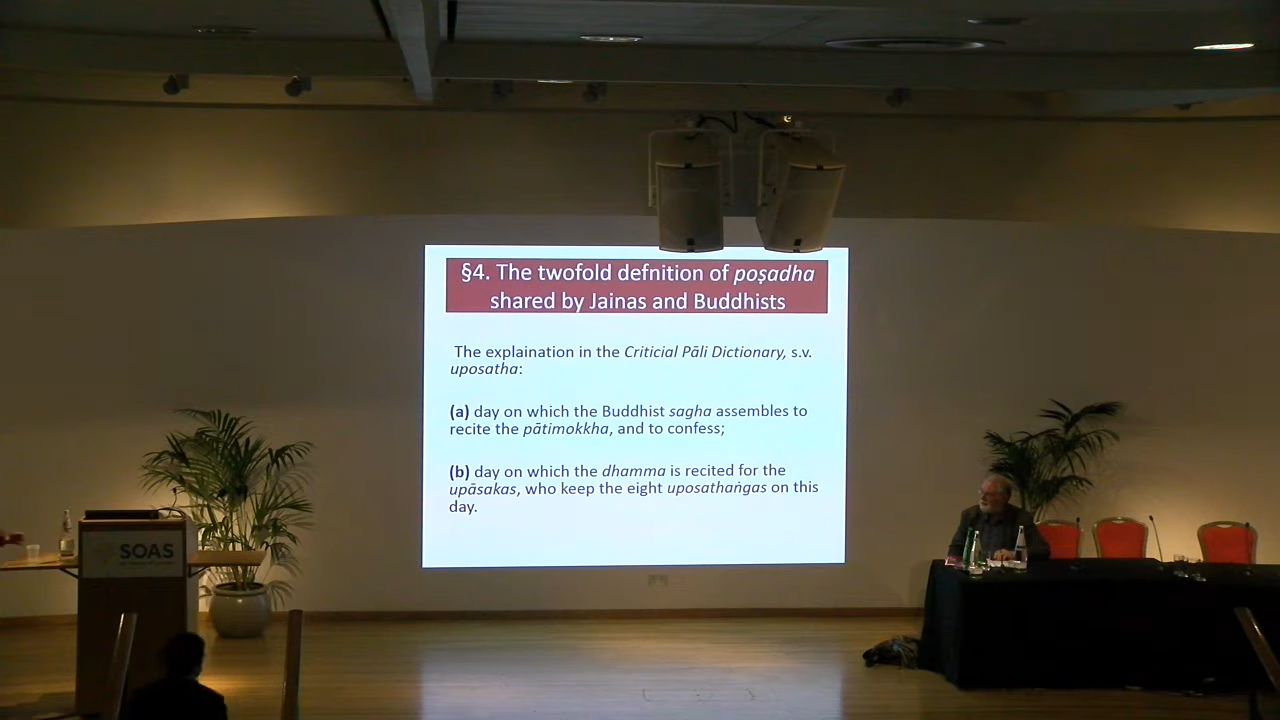 §4. The twofold defnition of poṣadha
shared by Jainas and Buddhists
The explaination in the Criticial Pāli Dictionary, s.v.
uposatha:
(a) day on which the Buddhist sagha assembles to
recite the pātimokkha, and to confess;
(b) day on which the dhamma is recited for the
upāsakas, who keep the eight uposathaṅgas on this
day.
SOAS